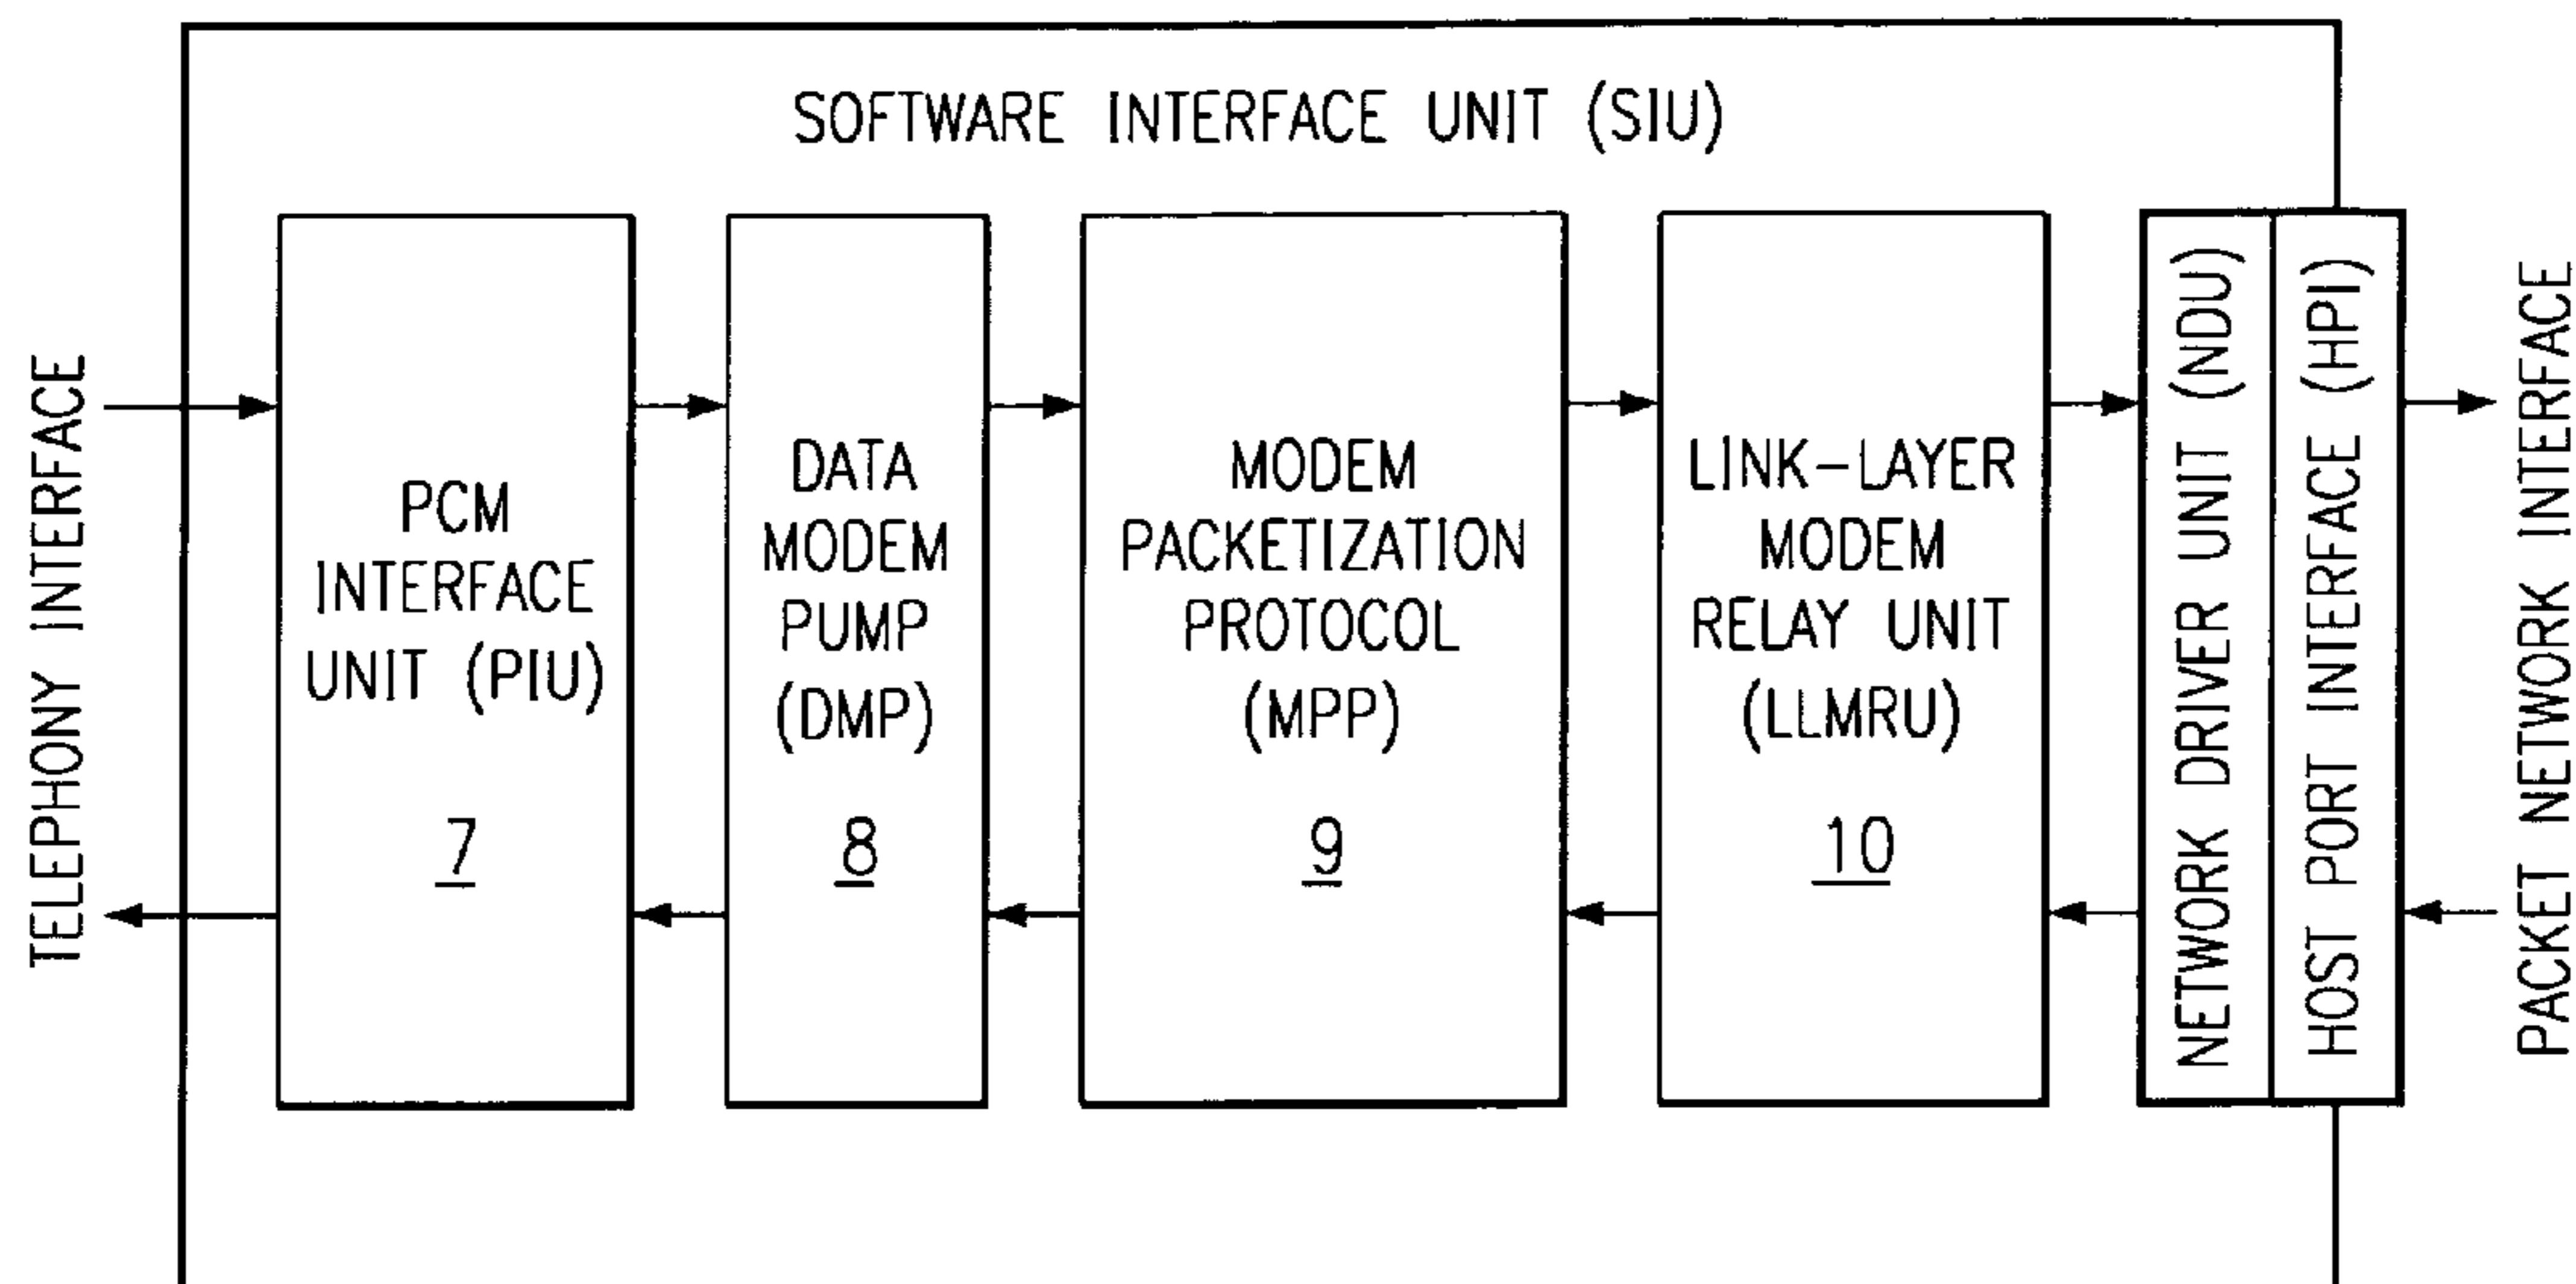 SOFTWARE INTERFACE UNIT (SIU)
TELEPHONY INTERFACE
PCM
INTERFACE
UNIT (PIU)
7
DATA
MODEM
PUMP
(DMP)
8
MODEM
PACKETIZATION
PROTOCOL
(MPP)
9
LINK-LAYER
MODEM
RELAY UNIT
(LLMRU)
10
NETWORK DRIVER UNIT (NDU)
HOST PORT INTERFACE (HPI)
PACKET NETWORK INTERFACE